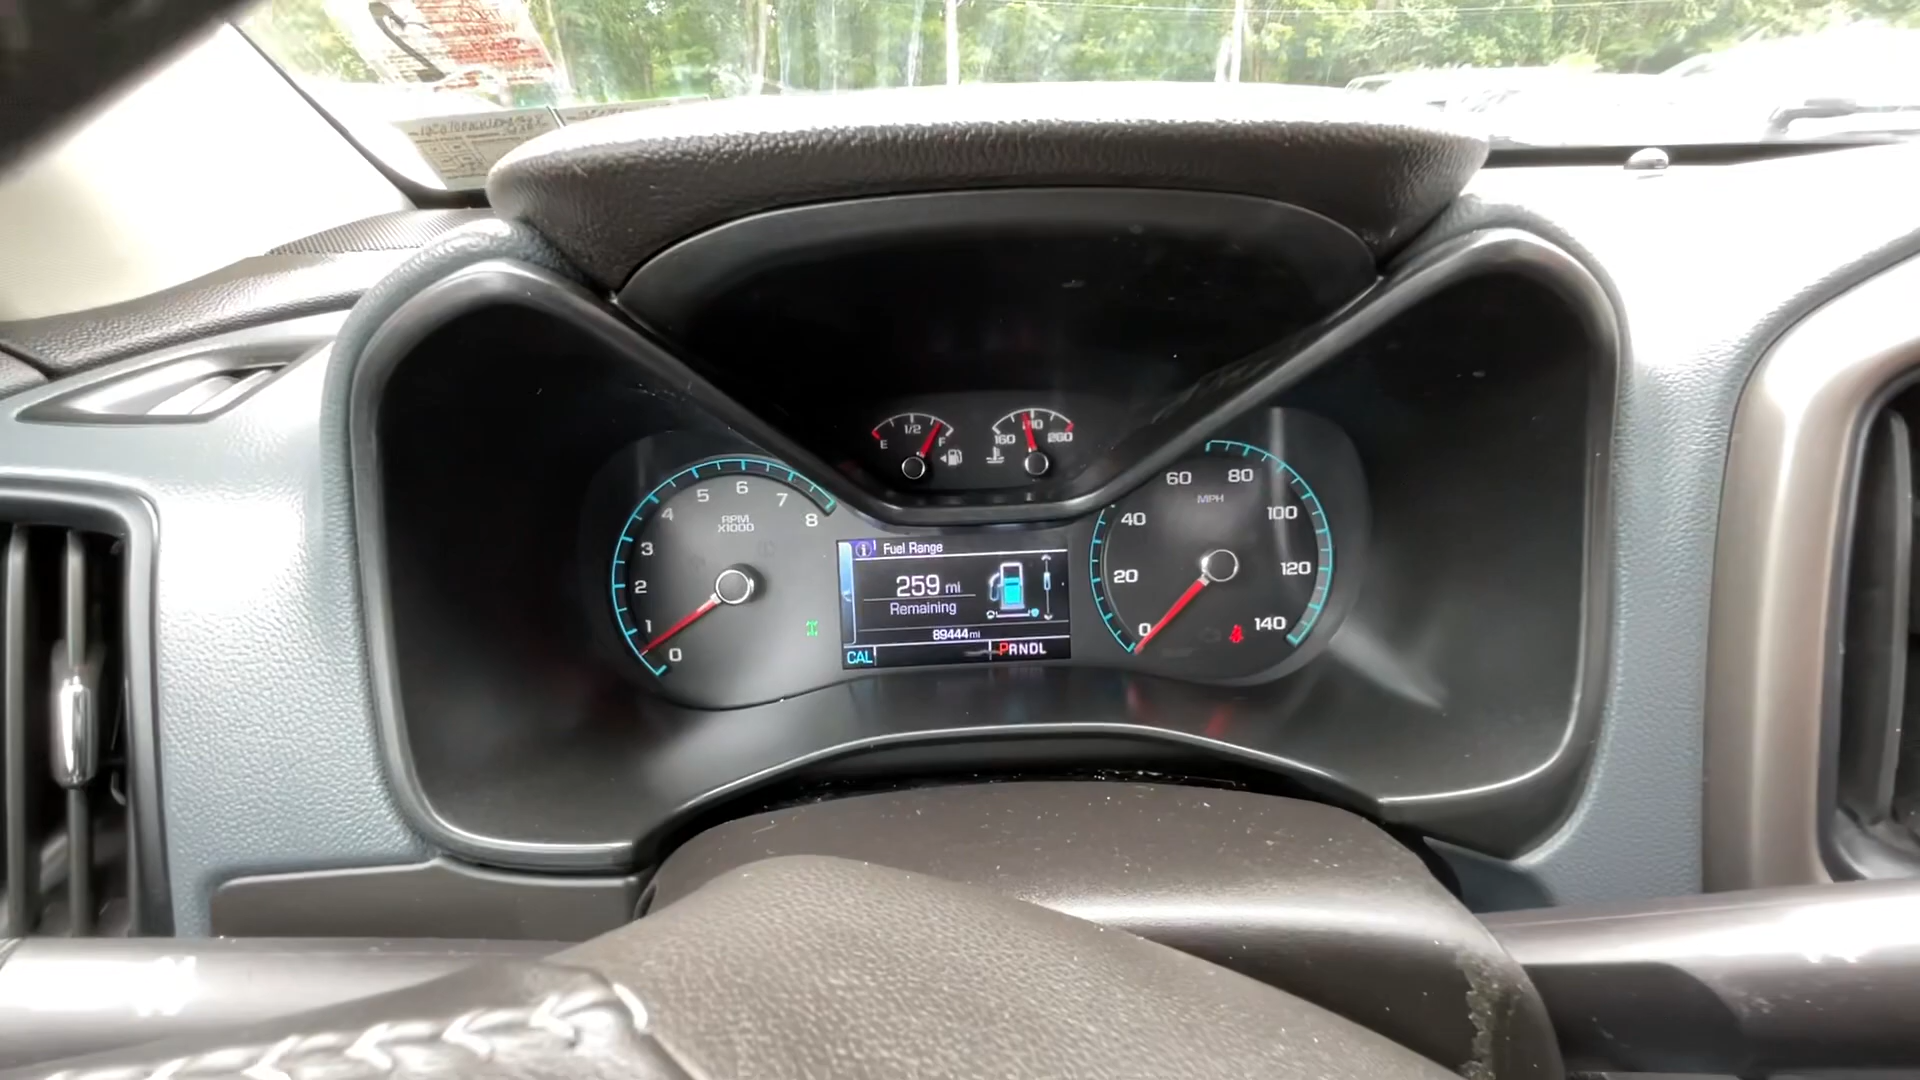 1/2
E F
160 210 260
0 1 2 3 4 5 6 7 8
RPM
X1000
Fuel Range
259 mi
Remaining
89444 mi
CAL
PRNDL
0 20 40 60 80 100 120 140
MPH